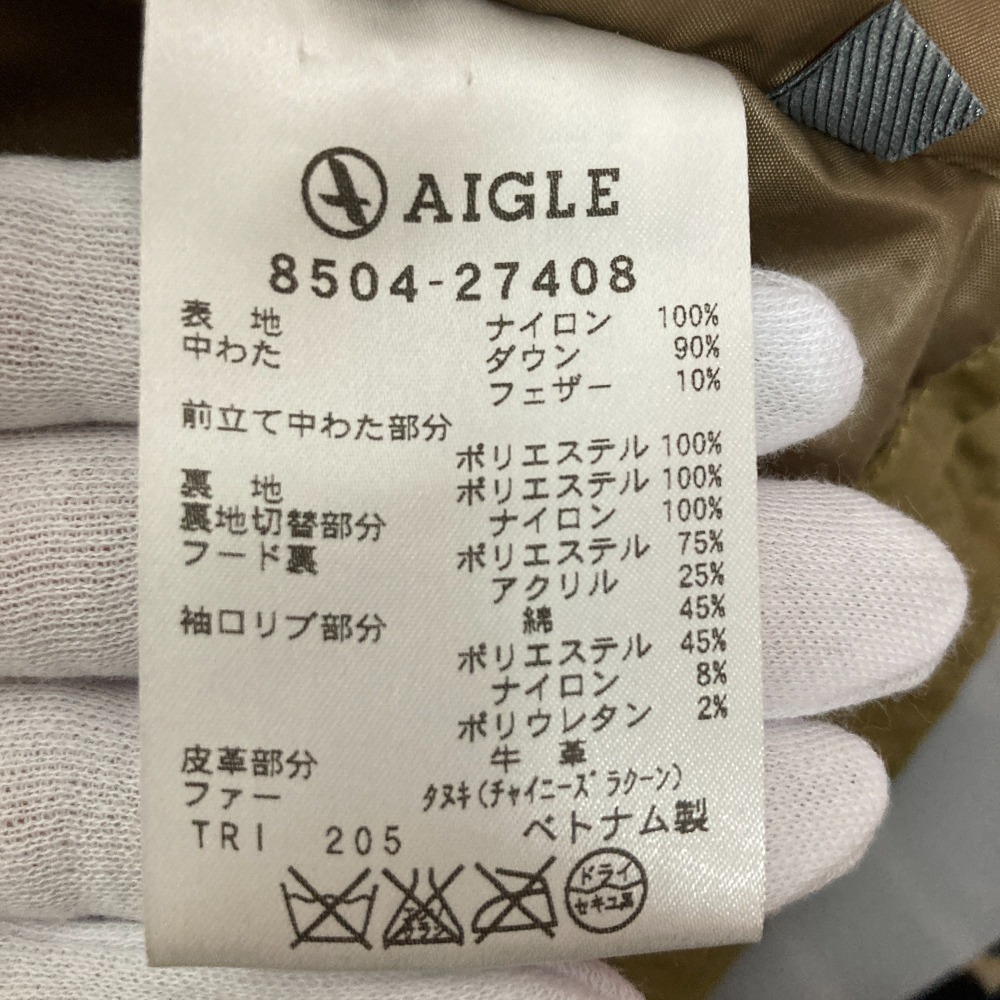 AIGLE
8504-27408
表 地 ナイロン 100%
中わた ダウン 90%
フェザー 10%
前立て中わた部分
ポリエステル 100%
裏 地 ポリエステル 100%
裏地切替部分 ナイロン 100%
フード裏 ポリエステル 75%
アクリル 25%
袖口リブ部分 綿 45%
ポリエステル 45%
ナイロン 8%
ポリウレタン 2%
皮革部分 牛 革
ファー タヌキ(チャイニーズ ラクーン)
TRI 205 ベトナム製
エンソ サラシ
ドライ
セキユ系